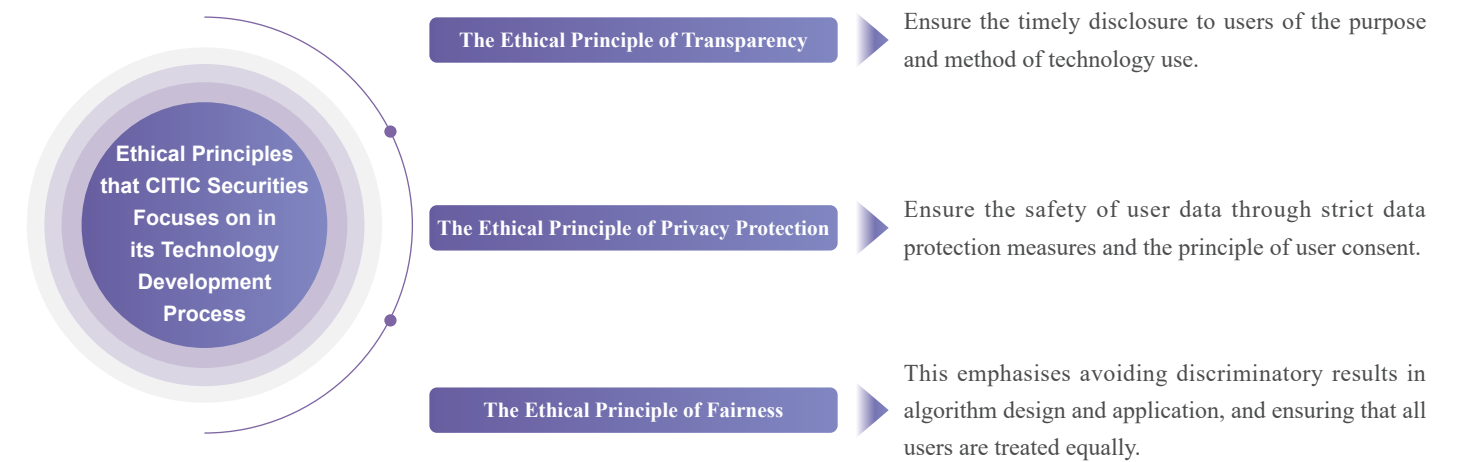 Ethical Principles
that CITIC Securities
Focuses on in
its Technology
Development
Process
The Ethical Principle of Transparency
Ensure the timely disclosure to users of the purpose
and method of technology use.
The Ethical Principle of Privacy Protection
Ensure the safety of user data through strict data
protection measures and the principle of user consent.
The Ethical Principle of Fairness
This emphasises avoiding discriminatory results in
algorithm design and application, and ensuring that all
users are treated equally.